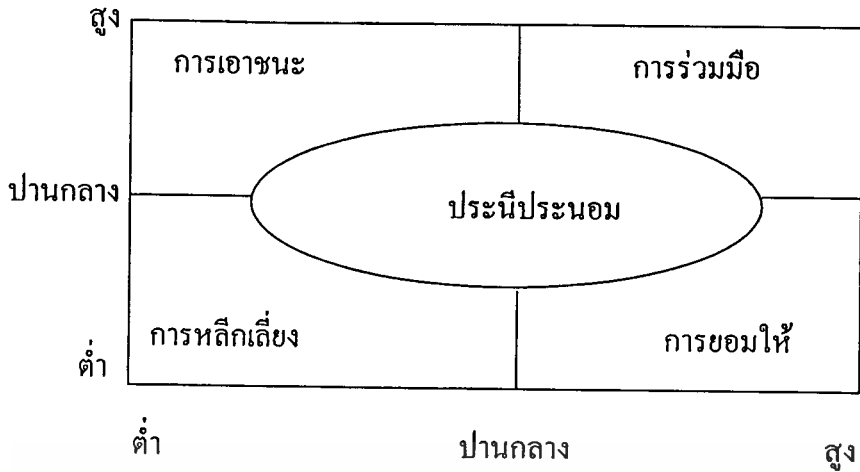 สูง
การเอาชนะ
การร่วมมือ
ปานกลาง
ประนีประนอม
การหลีกเลี่ยง
การยอมให้
ต่ำ
ต่ำ
ปานกลาง
สูง